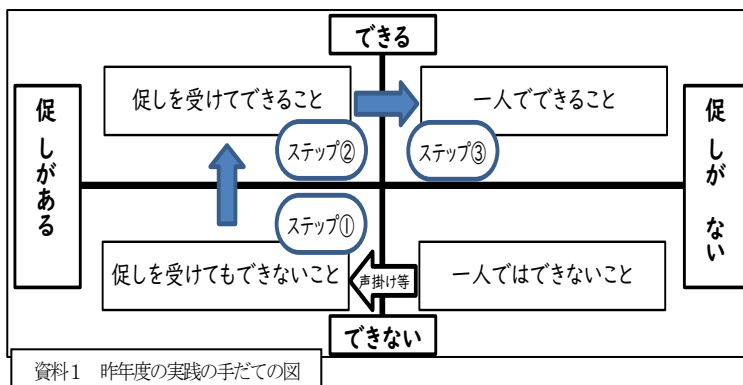 できる
促しを受けてできること
一人でできること
促しがある
促しが ない
ステップ②
ステップ③
ステップ①
促しを受けてもできないこと
声掛け等
一人ではできないこと
できない
資料1 昨年度の実践の手だての図